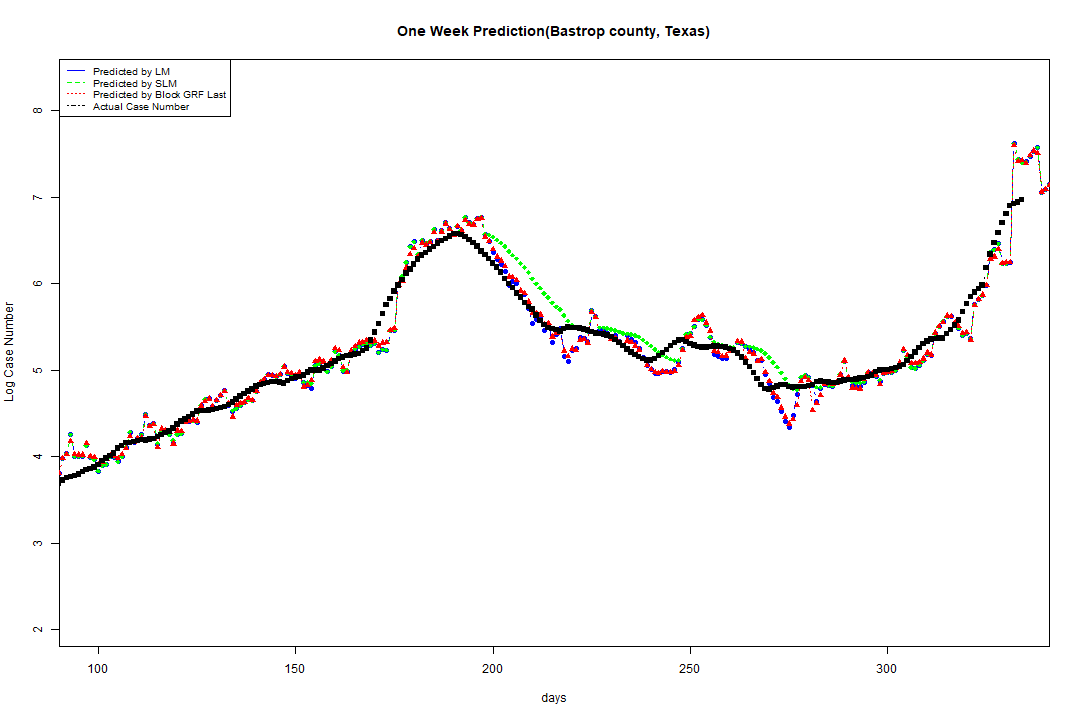 One Week Prediction(Bastrop county, Texas)
Predicted by LM
Predicted by SLM
Predicted by Block GRF Last
Actual Case Number
8
7
6
5
4
3
2
Log Case Number
100 150 200 250 300
days